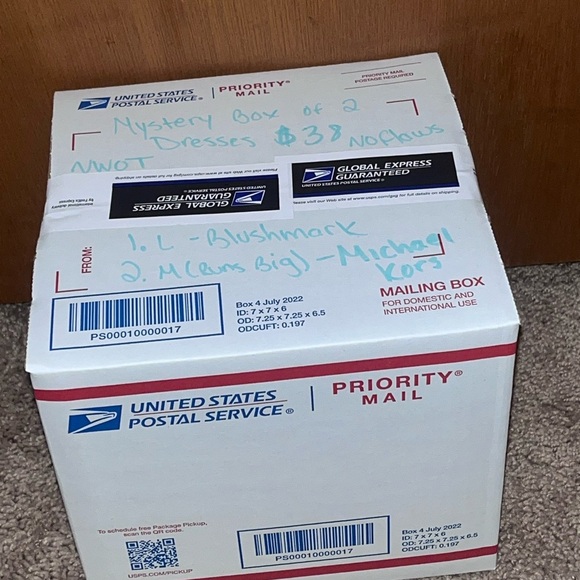 UNITED STATES POSTAL SERVICE®
PRIORITY® MAIL
PRIORITY MAIL
POSTAGE REQUIRED
Mystery Box of 2
Dresses $38 No flaws
NWOT
GLOBAL EXPRESS GUARANTEED
UNITED STATES POSTAL SERVICE®
GLOBAL EXPRESS GUARANTEED
UNITED STATES POSTAL SERVICE®
FROM:
1. L - Blushmark
2. M (Runs Big) - Michael
Kors
MAILING BOX
FOR DOMESTIC AND
INTERNATIONAL USE
PS00010000017
Box 4 July 2022
ID: 7 x 7 x 6
OD: 7.25 x 7.25 x 6.5
ODCUFT: 0.197
UNITED STATES
POSTAL SERVICE®
PRIORITY®
MAIL
To schedule free Package Pickup,
scan the QR code.
USPS.COM/PICKUP
PS00010000017
Box 4 July 2022
ID: 7 x 7 x 6
OD: 7.25 x 7.25 x 6.5
ODCUFT: 0.197